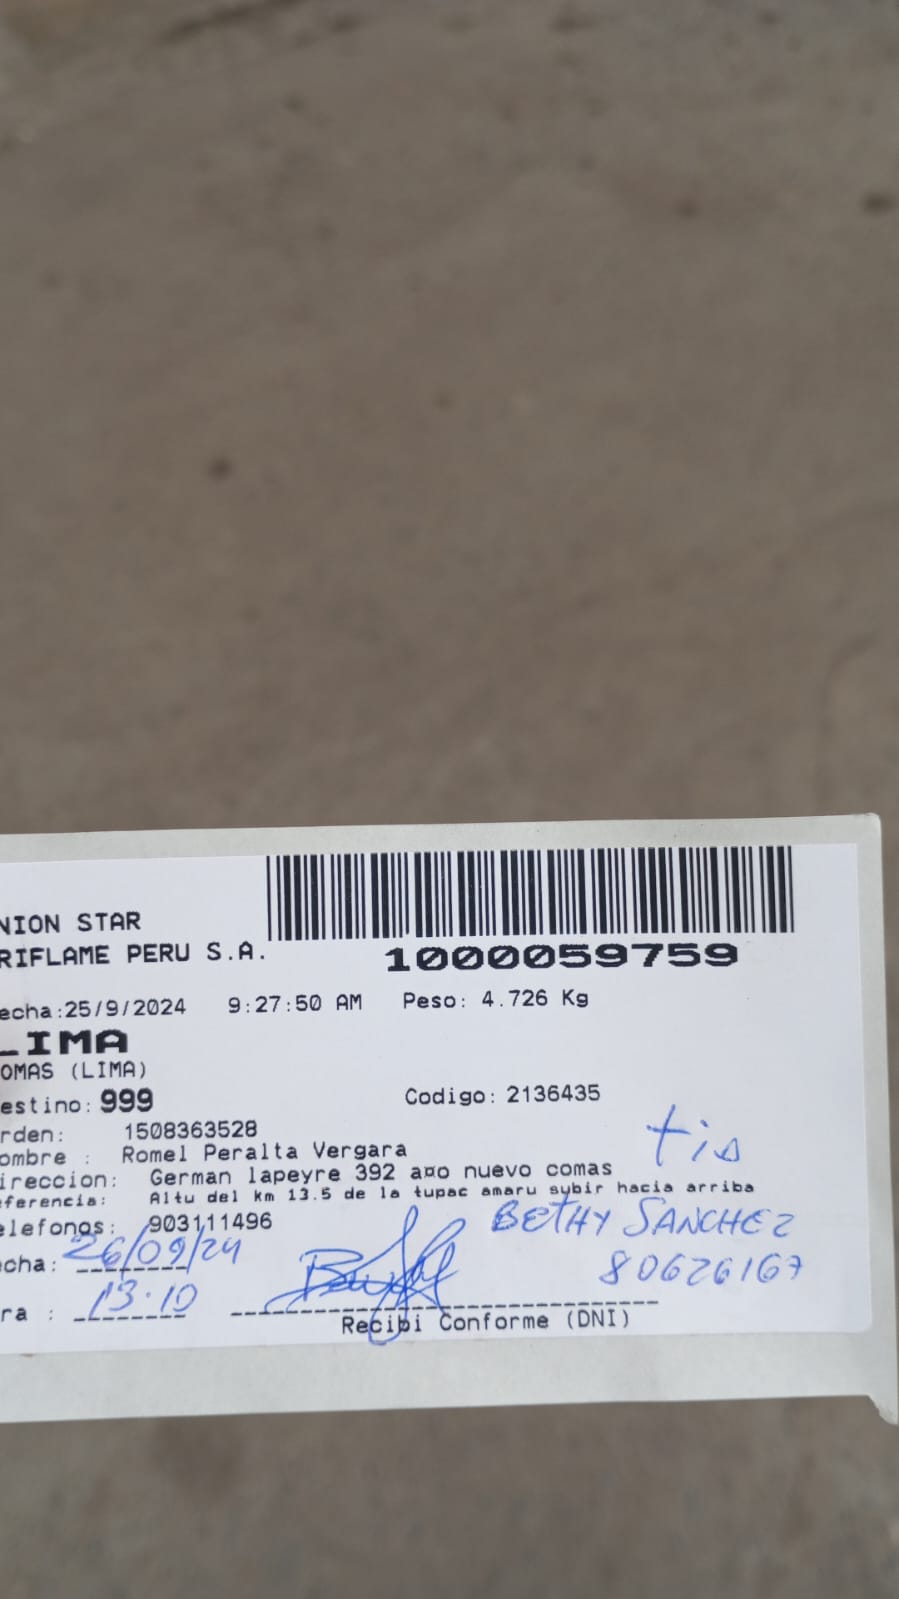 NION STAR
RIFLAME PERU S.A.
1000059759
echa:25/9/2024 9:27:50 AM Peso: 4.726 Kg
LIMA
OMAS (LIMA)
estino: 999 Codigo: 2136435
rden: 1508363528
ombre : Romel Peralta Vergara
ireccion: German lapeyre 392 a¤o nuevo comas
eferencia: Altu del km 13.5 de la tupac amaru subir hacia arriba
elefonos: 903111496
tia
BETHY SANCHEZ
80626167
cha: 26/09/24
ra : 13.10
Recibi Conforme (DNI)